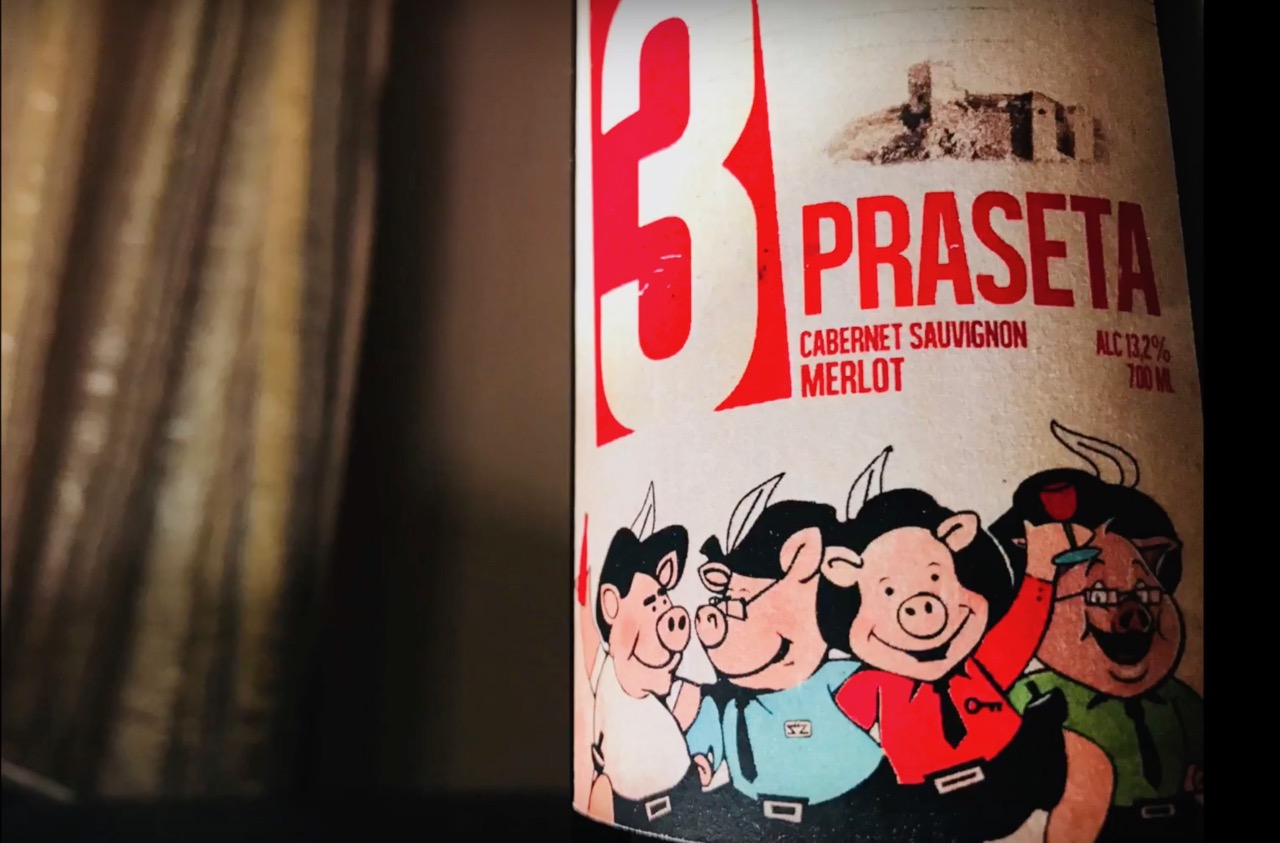 3
PRASETA
CABERNET SAUVIGNON
MERLOT
ALC 13,2%
700 ML